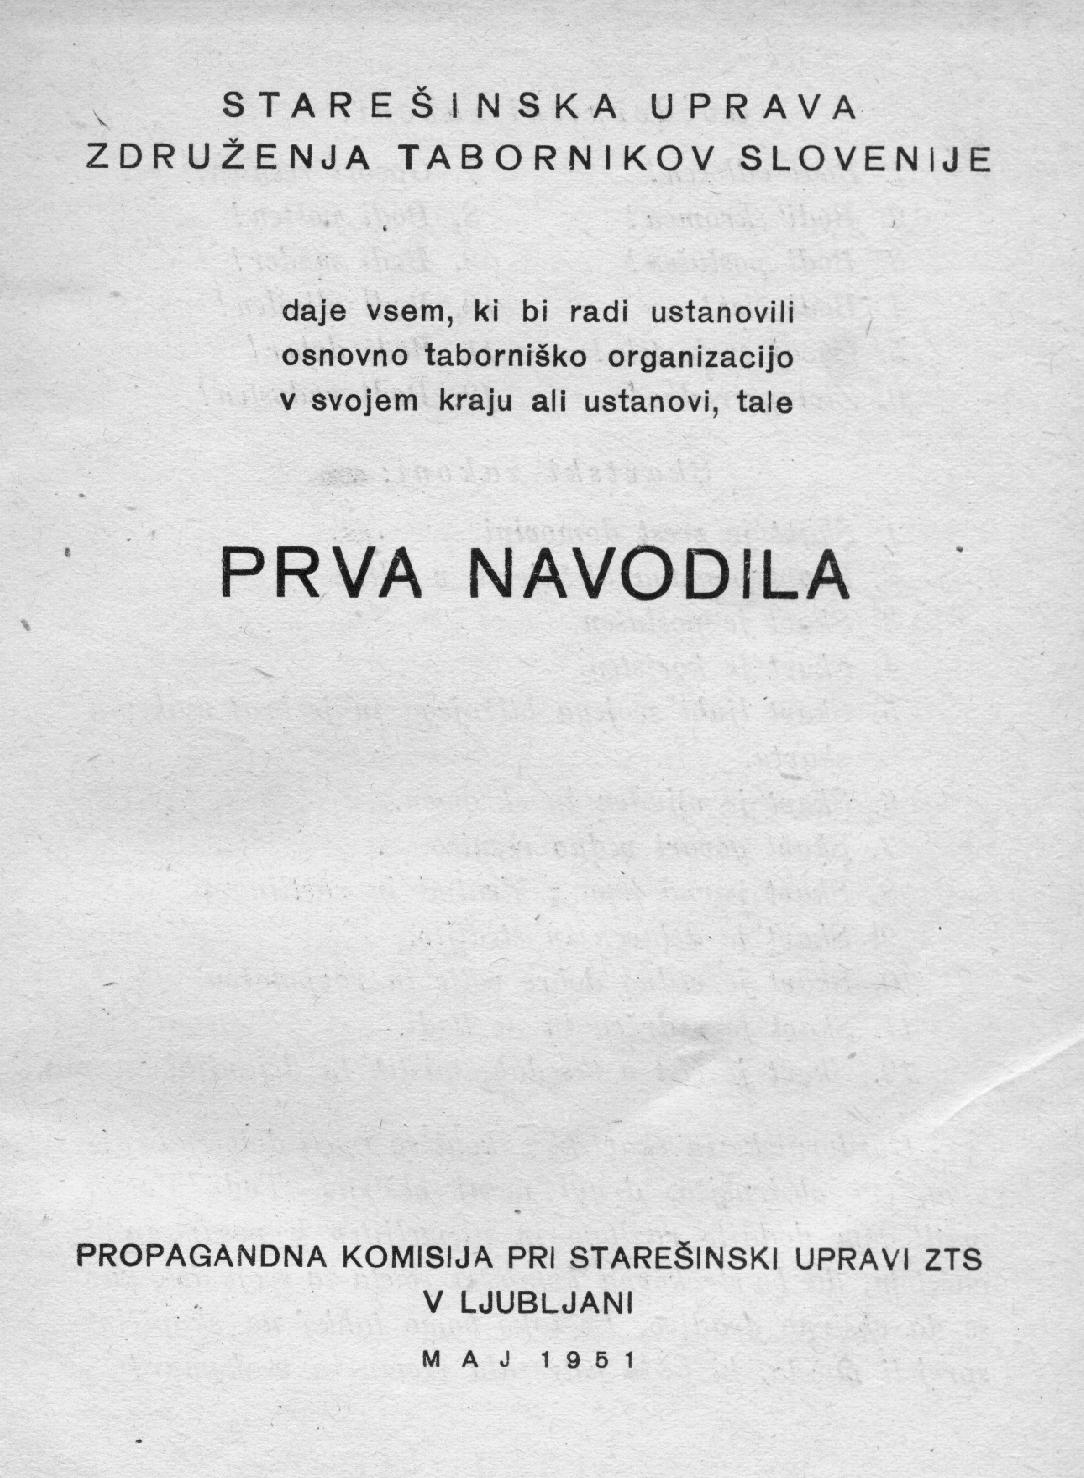 STAREŠINSKA UPRAVA
ZDRUŽENJA TABORNIKOV SLOVENIJE
daje vsem, ki bi radi ustanovili
osnovno taborniško organizacijo
v svojem kraju ali ustanovi, tale
PRVA NAVODILA
PROPAGANDNA KOMISIJA PRI STAREŠINSKI UPRAVI ZTS
V LJUBLJANI
MAJ 1951